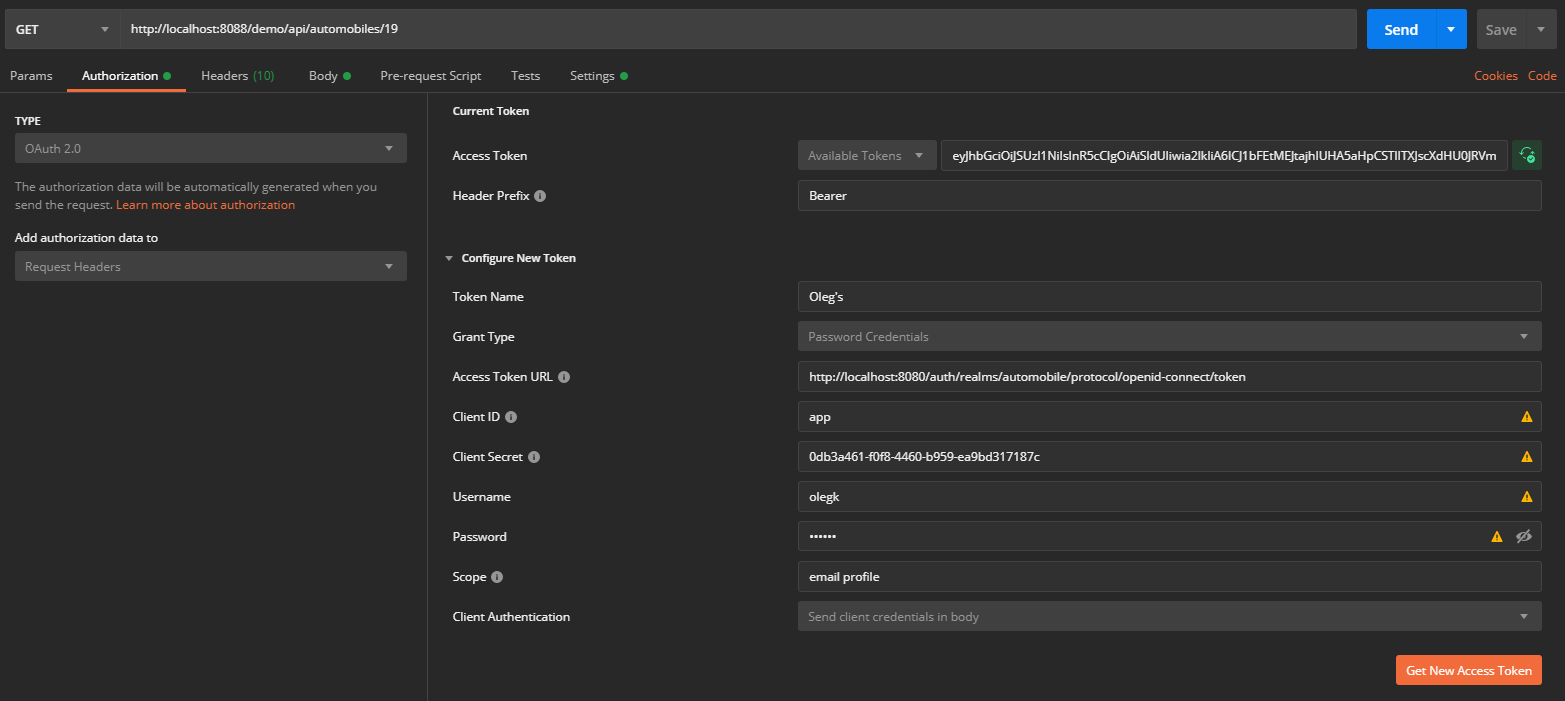 GET http://localhost:8088/demo/api/automobiles/19 Send Save
Params Authorization Headers (10) Body Pre-request Script Tests Settings Cookies Code
TYPE
OAuth 2.0
The authorization data will be automatically generated when you
send the request. Learn more about authorization
Add authorization data to
Request Headers
Current Token
Access Token Available Tokens
Header Prefix Bearer
Configure New Token
Token Name Oleg's
Grant Type Password Credentials
Access Token URL http://localhost:8080/auth/realms/automobile/protocol/openid-connect/token
Client ID app
Client Secret 0db3a461-f0f8-4460-b959-ea9bd317187c
Username olegk
Password ••••••
Scope email profile
Client Authentication Send client credentials in body
Get New Access Token